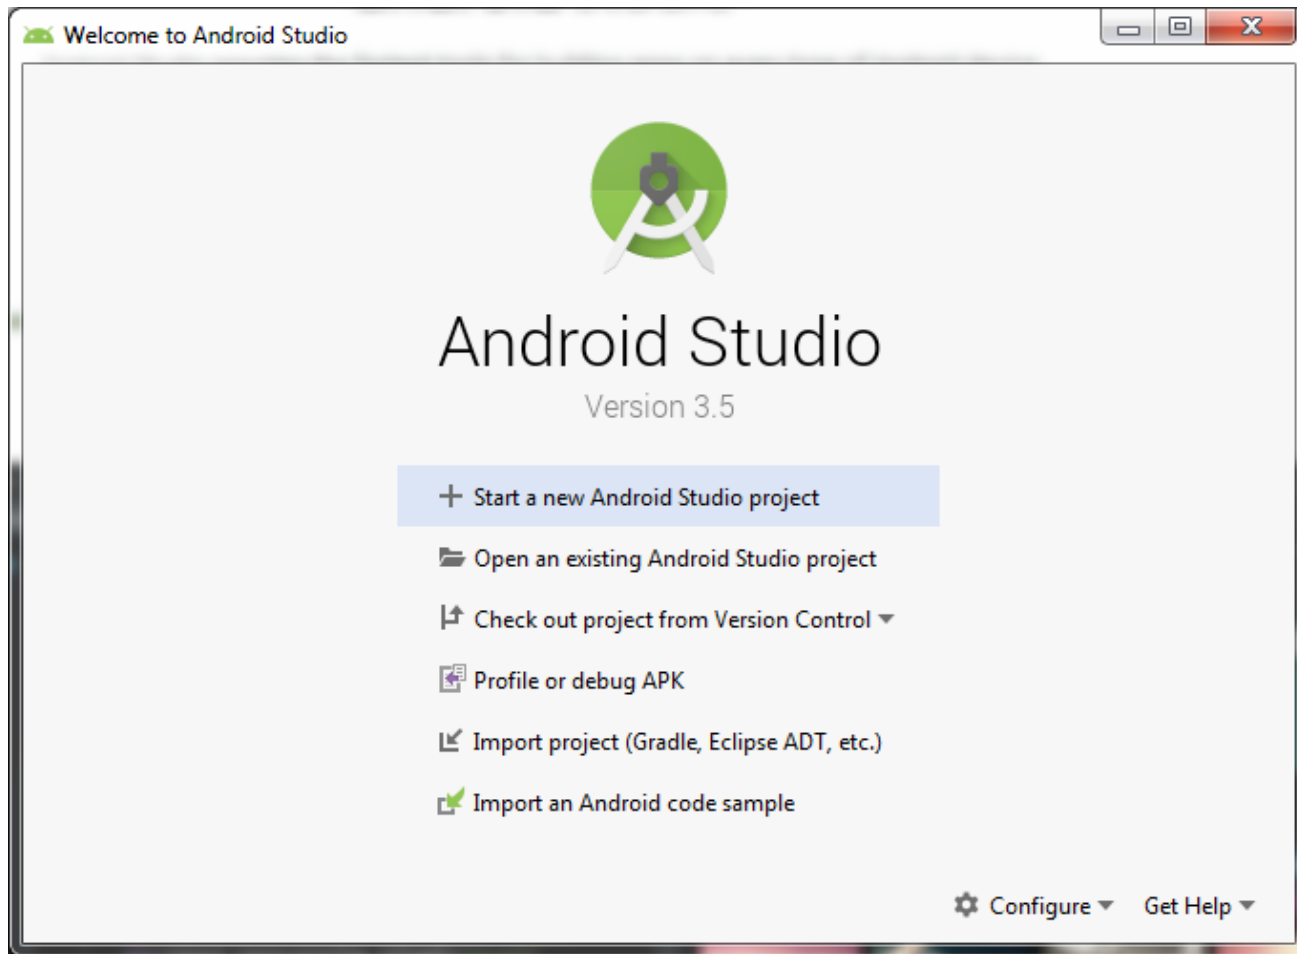 Welcome to Android Studio
Android Studio
Version 3.5
Start a new Android Studio project
Open an existing Android Studio project
Check out project from Version Control
Profile or debug APK
Import project (Gradle, Eclipse ADT, etc.)
Import an Android code sample
Configure Get Help